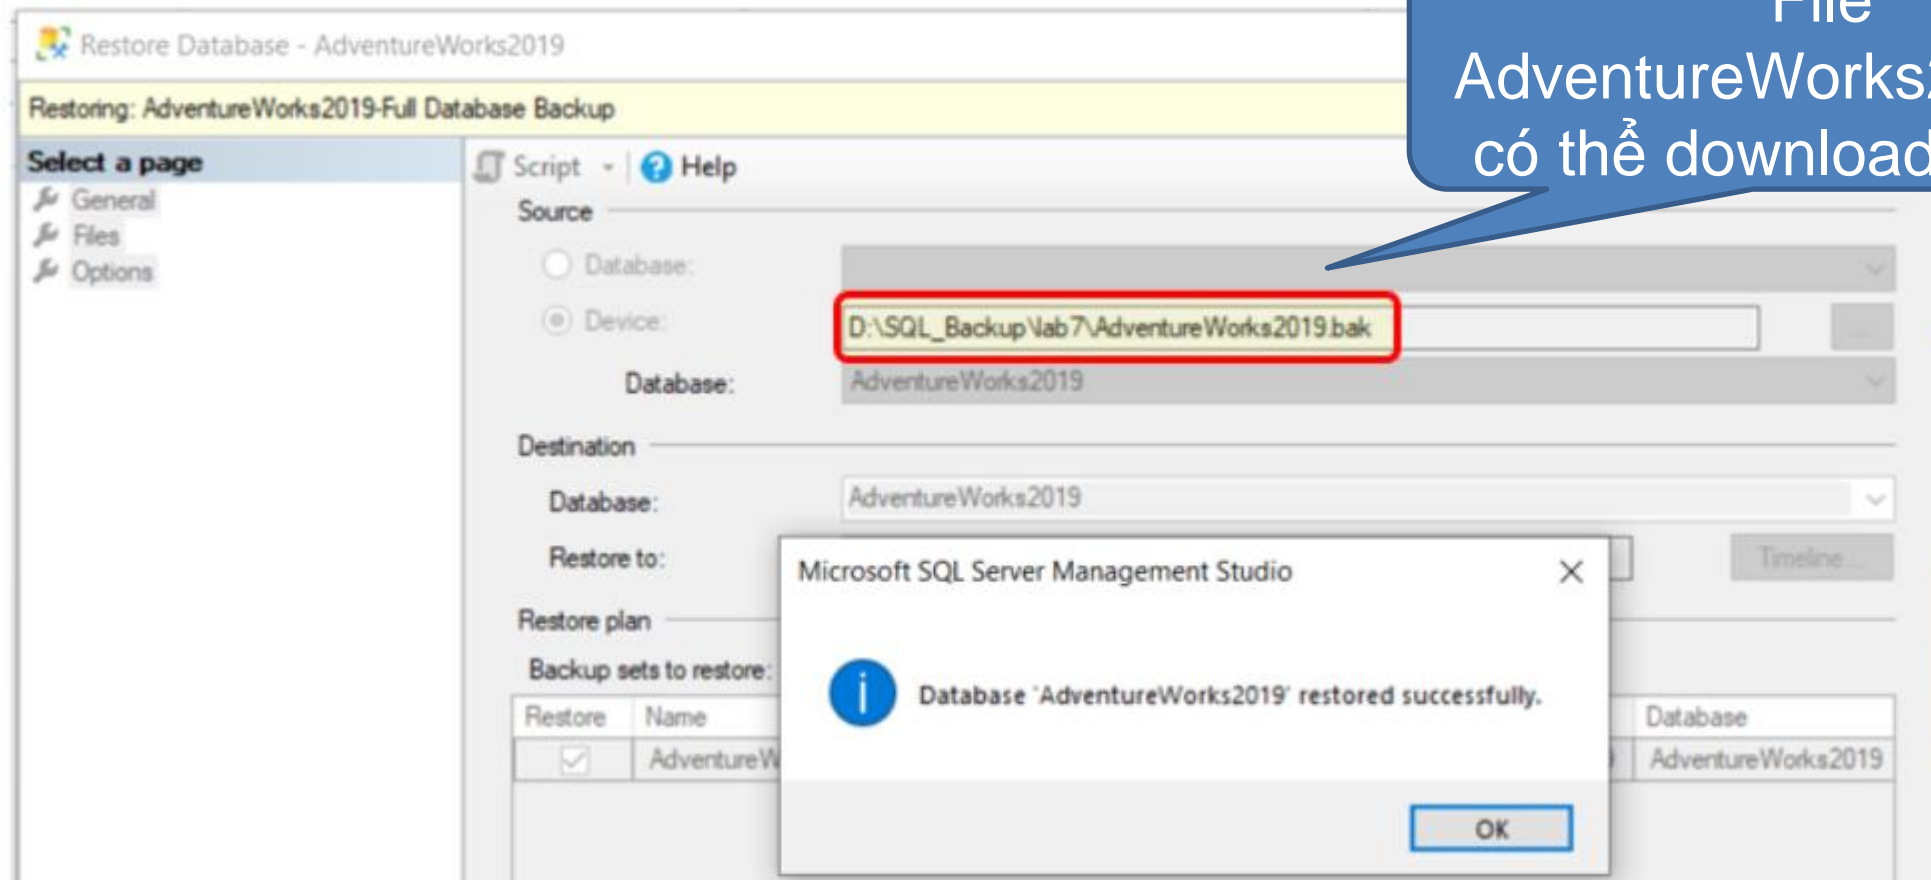 File
AdventureWorks2
có thể download
Restore Database - AdventureWorks2019
Restoring: AdventureWorks2019-Full Database Backup
Select a page
General
Files
Options
Script
Help
Source
Database:
Device:
D:\SQL_Backup\lab7\AdventureWorks2019.bak
...
Database:
AdventureWorks2019
Destination
Database:
AdventureWorks2019
Restore to:
Timeline...
Restore plan
Backup sets to restore:
Restore Name Database
AdventureW AdventureWorks2019
Microsoft SQL Server Management Studio
Database 'AdventureWorks2019' restored successfully.
OK